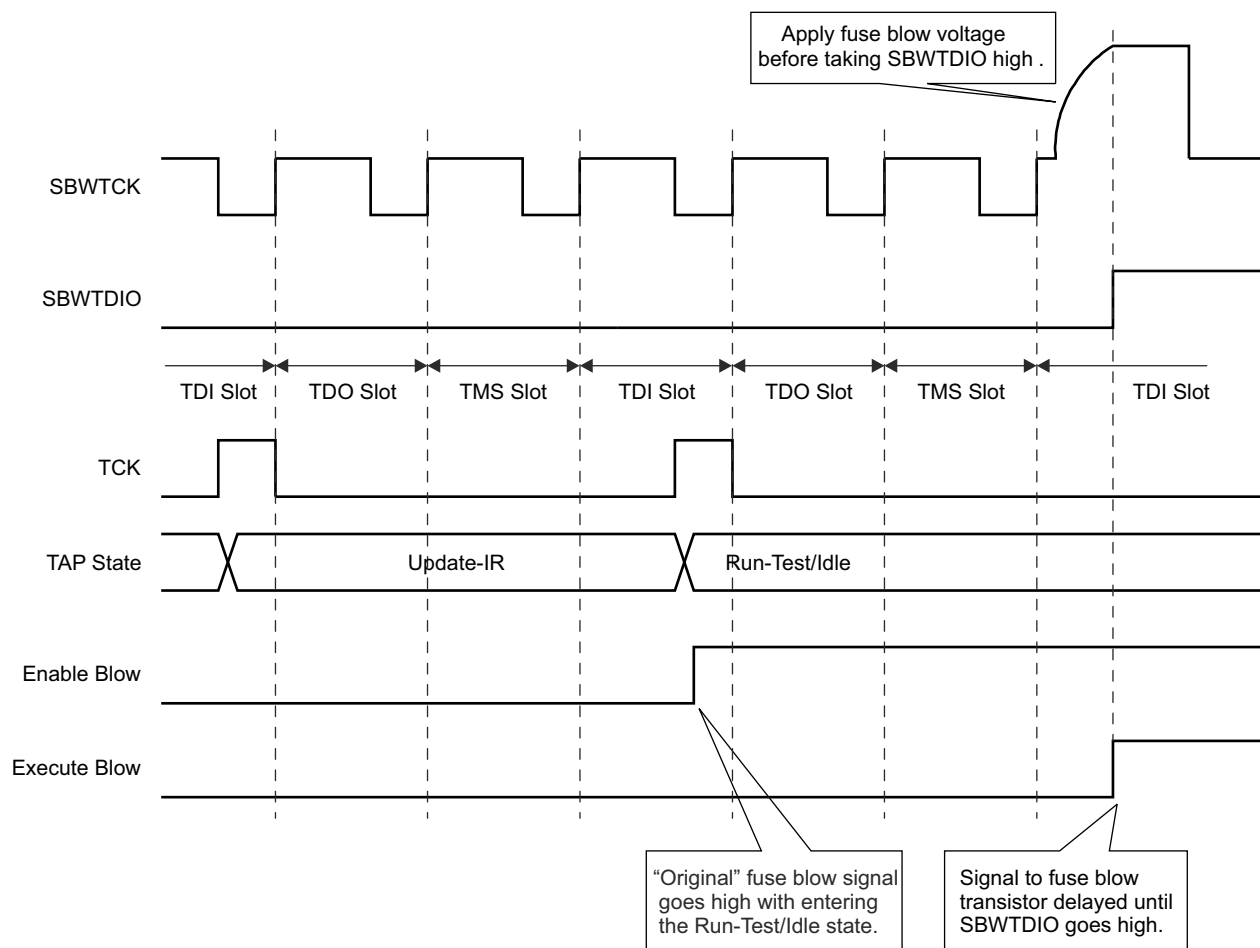 Apply fuse blow voltage
before taking SBWTDIO high .
SBWTCK
SBWTDIO
TDI Slot TDO Slot TMS Slot TDI Slot TDO Slot TMS Slot TDI Slot
TCK
TAP State Update-IR Run-Test/Idle
Enable Blow
Execute Blow
“Original” fuse blow signal
goes high with entering
the Run-Test/Idle state.
Signal to fuse blow
transistor delayed until
SBWTDIO goes high.